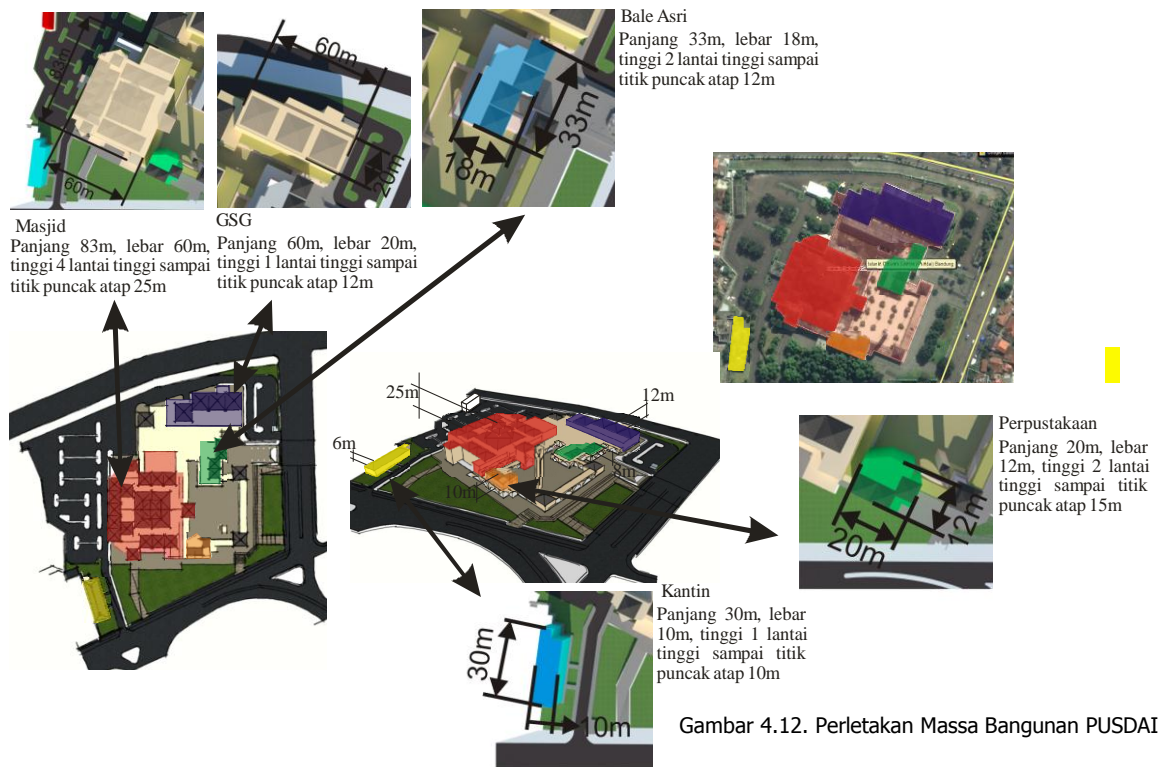 60m
83m
60m
20m
33m
18m
Bale Asri
Panjang 33m, lebar 18m,
tinggi 2 lantai tinggi sampai
titik puncak atap 12m
Masjid
Panjang 83m, lebar 60m,
tinggi 4 lantai tinggi sampai
titik puncak atap 25m
GSG
Panjang 60m, lebar 20m,
tinggi 1 lantai tinggi sampai
titik puncak atap 12m
25m
12m
6m
8m
10m
Perpustakaan
Panjang 20m, lebar
12m, tinggi 2 lantai
tinggi sampai titik
puncak atap 15m
20m
12m
Kantin
Panjang 30m, lebar
10m, tinggi 1 lantai
tinggi sampai titik
puncak atap 10m
30m
10m
Gambar 4.12. Perletakan Massa Bangunan PUSDAI